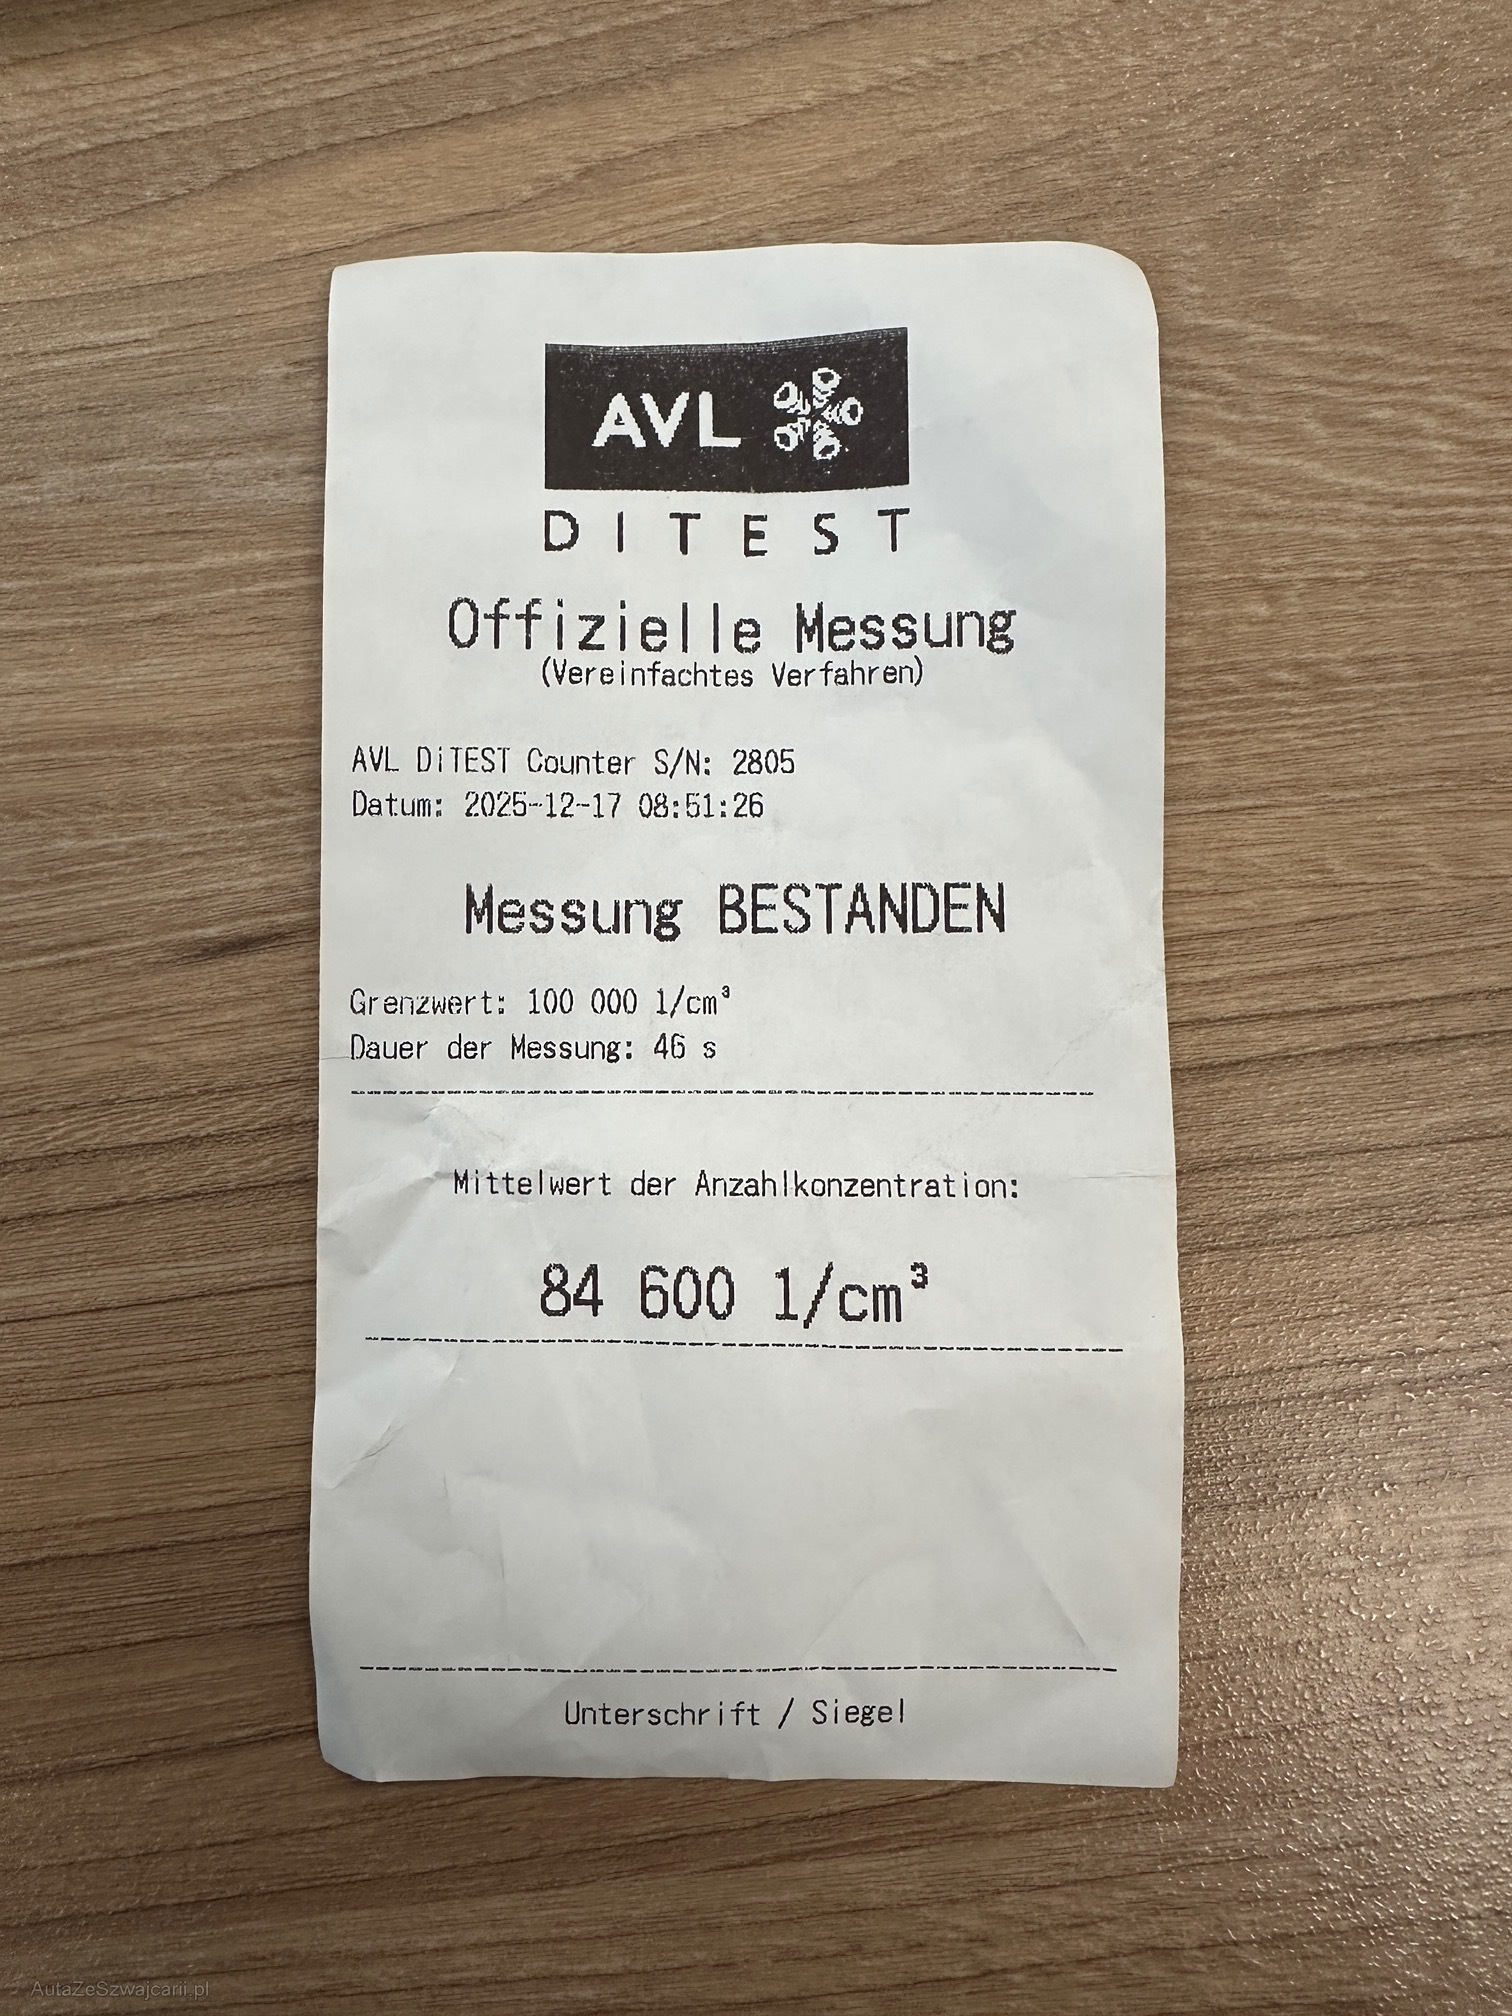 AVL
DITEST
Offizielle Messung
(Vereinfachtes Verfahren)
AVL DiTEST Counter S/N: 2805
Datum: 2025-12-17 08:51:26
Messung BESTANDEN
Grenzwert: 100 000 1/cm³
Dauer der Messung: 46 s
Mittelwert der Anzahlkonzentration:
84 600 1/cm³
Unterschrift / Siegel
AutaZeSzwajcarii.pl